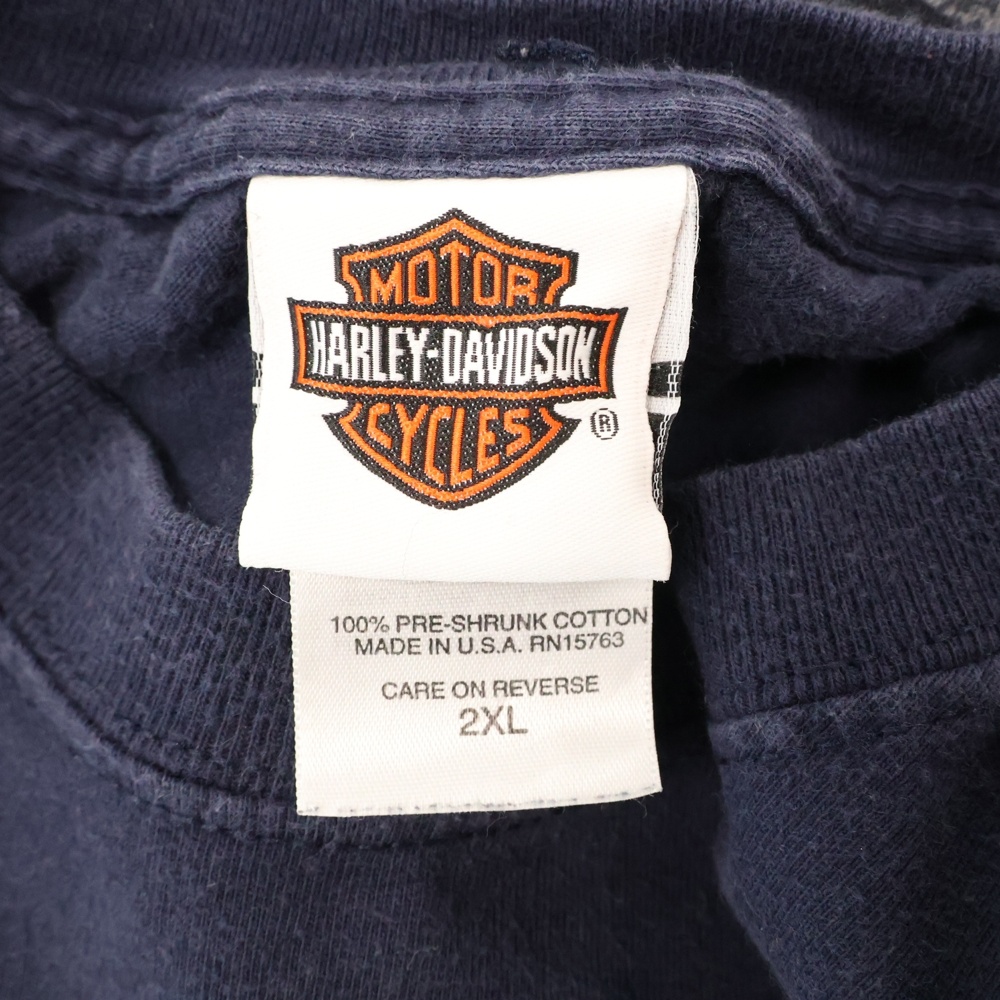 MOTOR
HARLEY-DAVIDSON
CYCLES
®
100% PRE-SHRUNK COTTON
MADE IN U.S.A. RN15763
CARE ON REVERSE
2XL